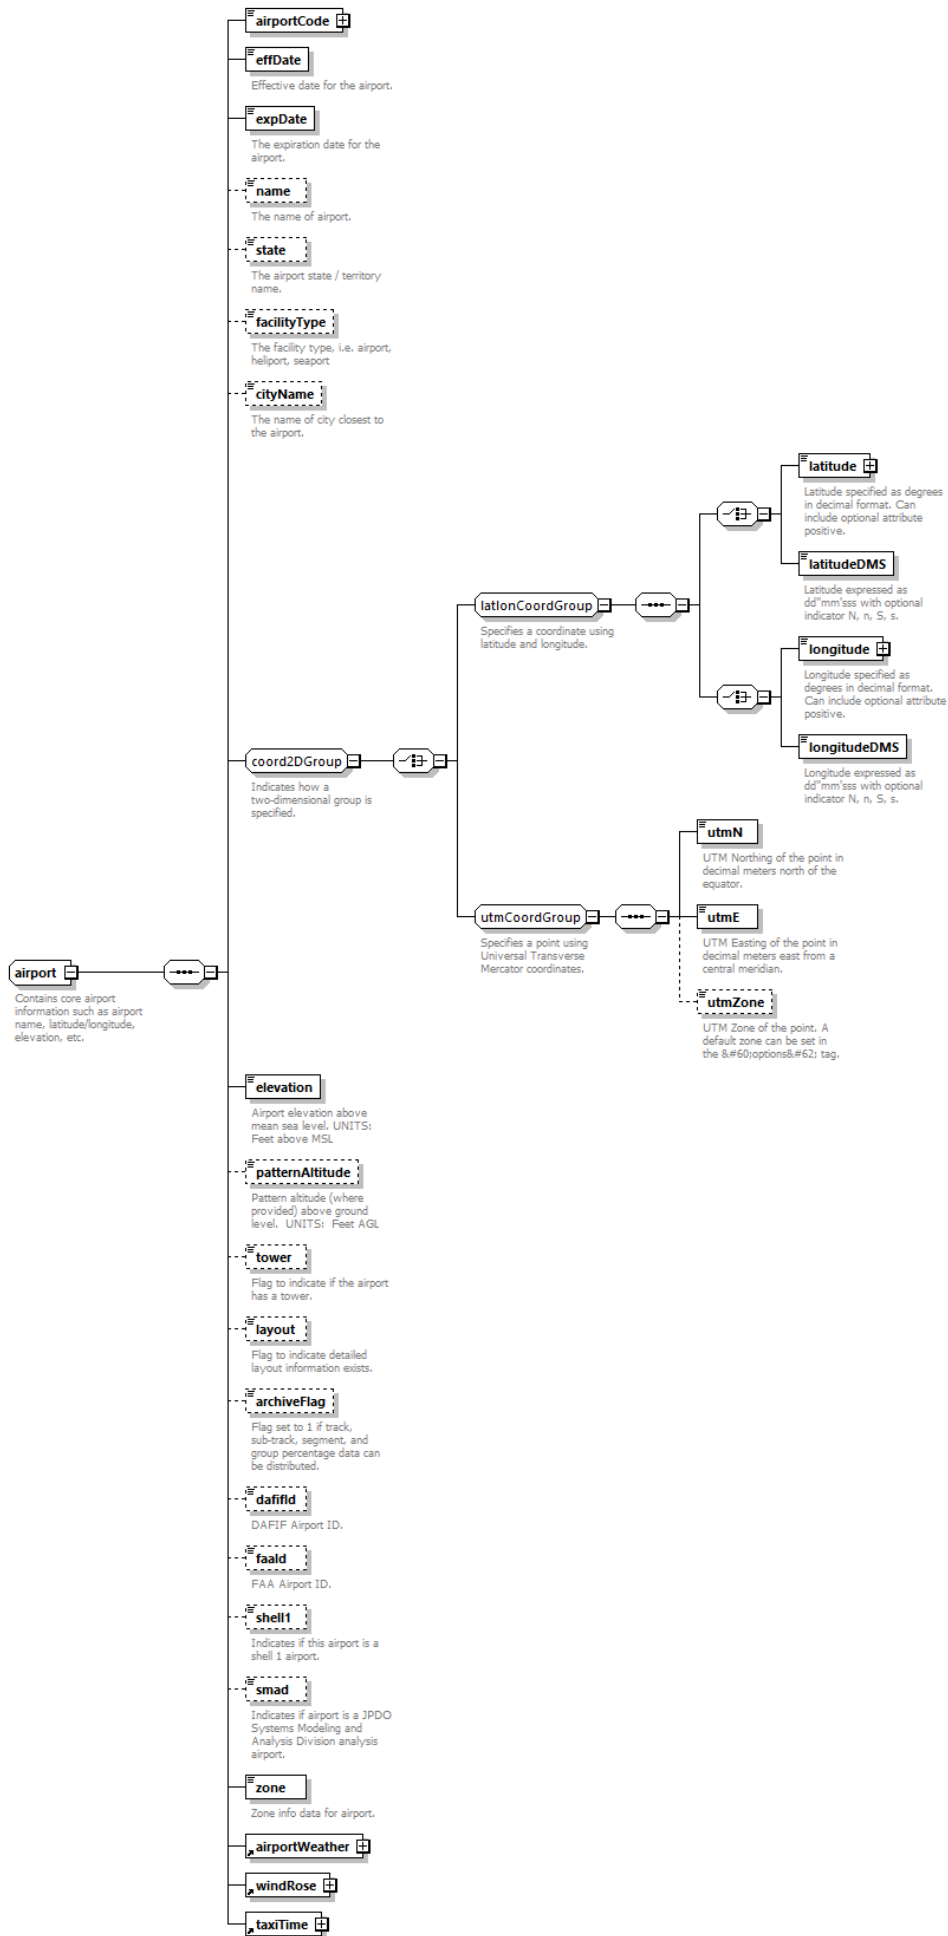 airportCode
effDate
Effective date for the airport.
expDate
The expiration date for the
airport.
name
The name of airport.
state
The airport state / territory
name.
facilityType
The facility type, i.e. airport,
heliport, seaport
cityName
The name of city closest to
the airport.
latitude
Latitude specified as degrees
in decimal format. Can
include optional attribute
positive.
latitudeDMS
Latitude expressed as
dd"mm'sss with optional
indicator N, n, S, s.
latlonCoordGroup
Specifies a coordinate using
latitude and longitude.
longitude
Longitude specified as
degrees in decimal format.
Can include optional attribute
positive.
longitudeDMS
Longitude expressed as
dd"mm'sss with optional
indicator N, n, S, s.
coord2DGroup
Indicates how a
two-dimensional group is
specified.
utmN
UTM Northing of the point in
decimal meters north of the
equator.
utmCoordGroup
Specifies a point using
Universal Transverse
Mercator coordinates.
utmE
UTM Easting of the point in
decimal meters east from a
central meridian.
utmZone
UTM Zone of the point. A
default zone can be set in
the &#60;options&#62; tag.
airport
Contains core airport
information such as airport
name, latitude/longitude,
elevation, etc.
elevation
Airport elevation above
mean sea level. UNITS:
Feet above MSL
patternAltitude
Pattern altitude (where
provided) above ground
level.  UNITS:  Feet AGL
tower
Flag to indicate if the airport
has a tower.
layout
Flag to indicate detailed
layout information exists.
archiveFlag
Flag set to 1 if track,
sub-track, segment, and
group percentage data can
be distributed.
dafifId
DAFIF Airport ID.
faaId
FAA Airport ID.
shell1
Indicates if this airport is a
shell 1 airport.
smad
Indicates if airport is a JPDO
Systems Modeling and
Analysis Division analysis
airport.
zone
Zone info data for airport.
airportWeather
windRose
taxiTime